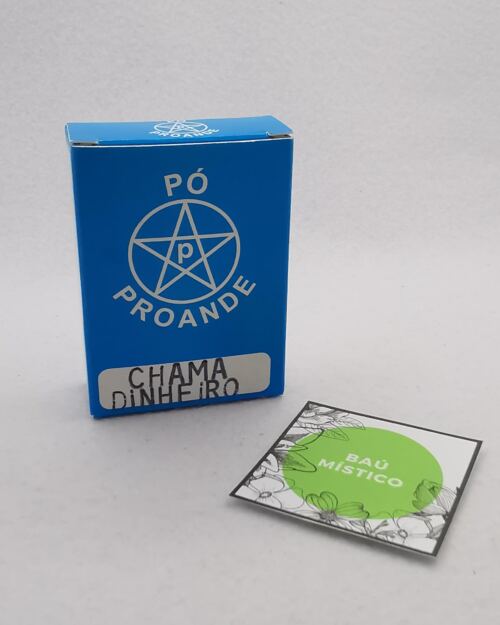 PROANDE
PÓ
p
PROANDE
CHAMA
DiNHEiRO
BAÚ
MÍSTICO